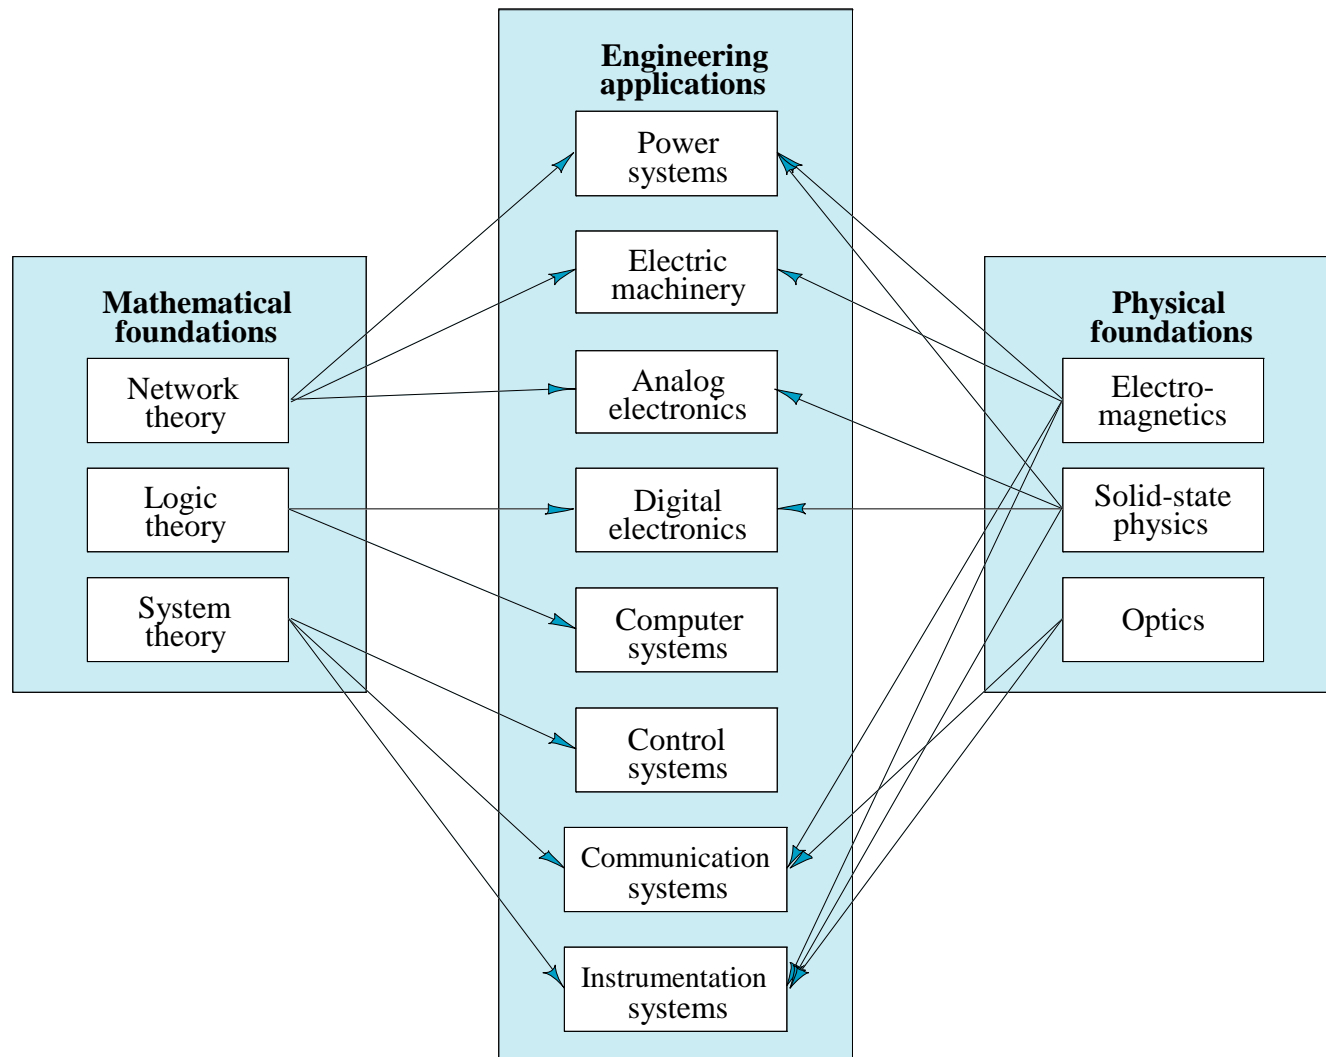 Engineering
applications
Power
systems
Electric
machinery
Analog
electronics
Digital
electronics
Computer
systems
Control
systems
Communication
systems
Instrumentation
systems
Mathematical
foundations
Network
theory
Logic
theory
System
theory
Physical
foundations
Electro-
magnetics
Solid-state
physics
Optics